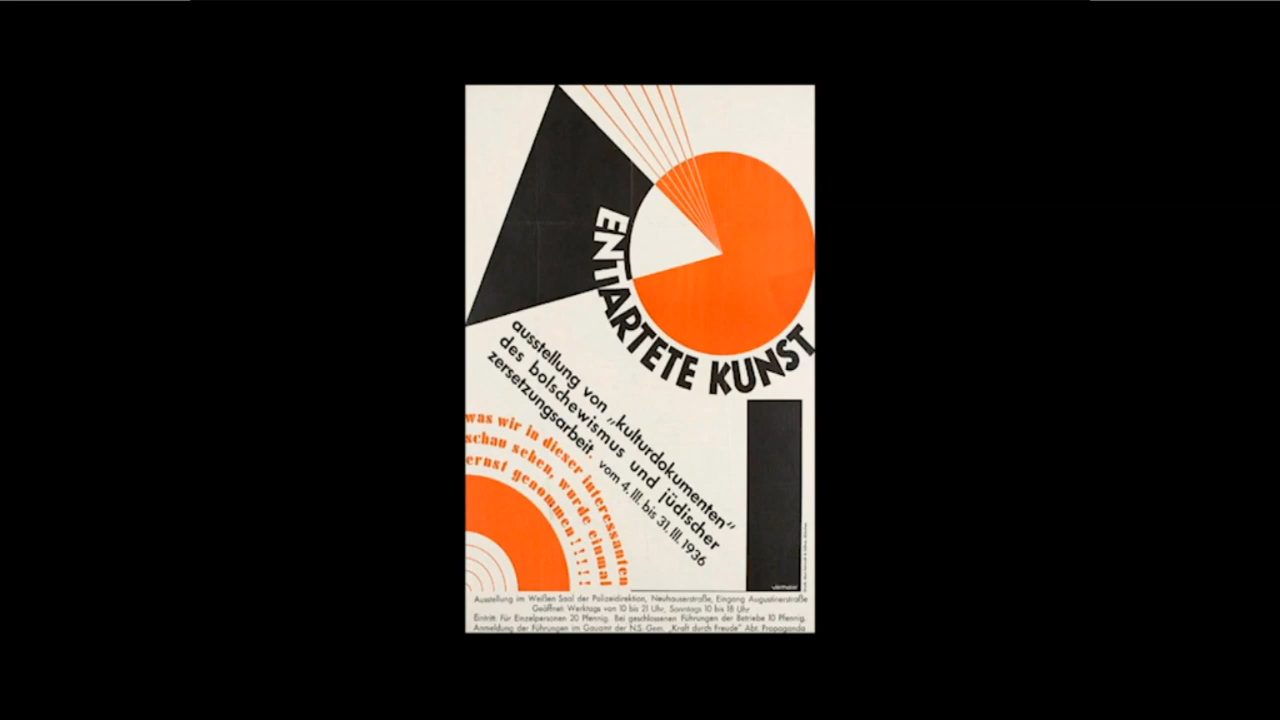 ENTARTETE KUNST
ausstellung von „kulturdokumenten”
des bolschewismus und jüdischer
zersetzungsarbeit. vom 4. III. bis 31. III. 1936
was wir in dieser interessanten
schau sehen, wurde einmal
ernst genommen!!!!!
Ausstellung im Weißen Saal der Polizeidirektion, Neuhauserstraße, Eingang Augustinerstraße
Geöffnet: Werktags von 10 bis 21 Uhr, Sonntags 10 bis 18 Uhr
Eintritt: Für Einzelpersonen 20 Pfennig. Bei geschlossenen Führungen der Betriebe 10 Pfennig.
Anmeldung der Führungen im Gauamt der N.S. Gem. „Kraft durch Freude” Abt. Propaganda